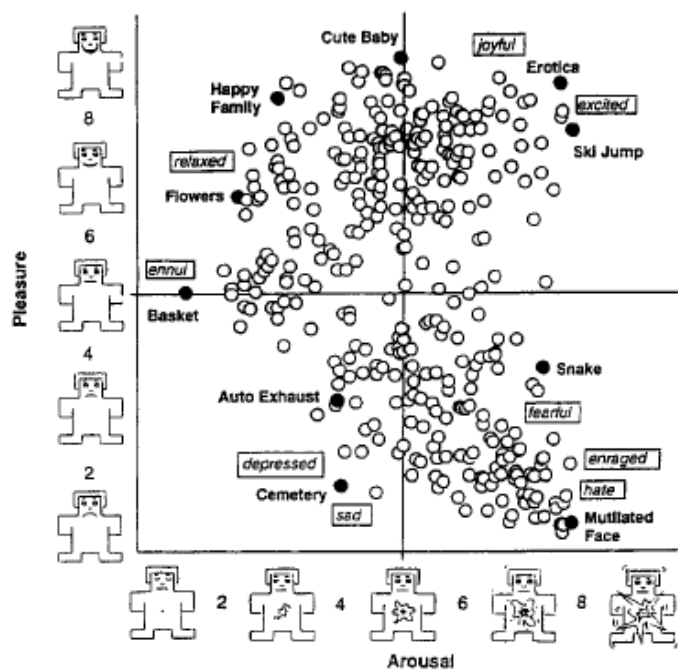 Cute Baby
joyful
Erotica
Happy
Family
excited
8
Ski Jump
relaxed
Flowers
6
Pleasure
ennui
Basket
4
Snake
Auto Exhaust
fearful
depressed
enraged
2
Cemetery
hate
sad
Mutilated
Face
2
4
6
8
Arousal